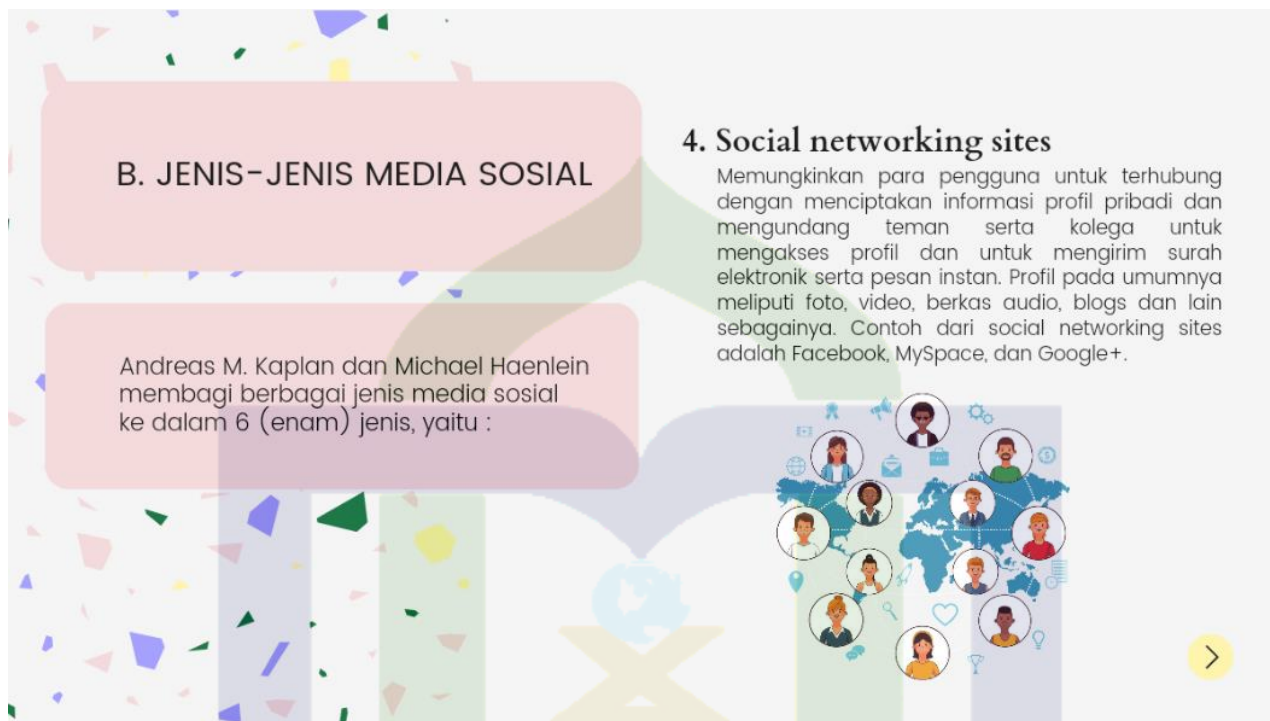 B. JENIS-JENIS MEDIA SOSIAL
Andreas M. Kaplan dan Michael Haenlein
membagi berbagai jenis media sosial
ke dalam 6 (enam) jenis, yaitu :
4. Social networking sites
Memungkinkan para pengguna untuk terhubung
dengan menciptakan informasi profil pribadi dan
mengundang teman serta kolega untuk
mengakses profil dan untuk mengirim surah
elektronik serta pesan instan. Profil pada umumnya
meliputi foto, video, berkas audio, blogs dan lain
sebagainya. Contoh dari social networking sites
adalah Facebook, MySpace, dan Google+.